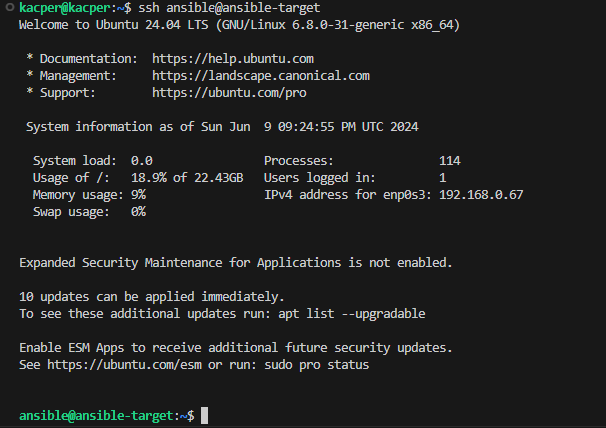 kacper@kacper:~$ ssh ansible@ansible-target
Welcome to Ubuntu 24.04 LTS (GNU/Linux 6.8.0-31-generic x86_64)

 * Documentation:  https://help.ubuntu.com
 * Management:     https://landscape.canonical.com
 * Support:        https://ubuntu.com/pro

 System information as of Sun Jun  9 09:24:55 PM UTC 2024

  System load:  0.0                Processes:               114
  Usage of /:   18.9% of 22.43GB   Users logged in:         1
  Memory usage: 9%                 IPv4 address for enp0s3: 192.168.0.67
  Swap usage:   0%

Expanded Security Maintenance for Applications is not enabled.

10 updates can be applied immediately.
To see these additional updates run: apt list --upgradable

Enable ESM Apps to receive additional future security updates.
See https://ubuntu.com/esm or run: sudo pro status

ansible@ansible-target:~$